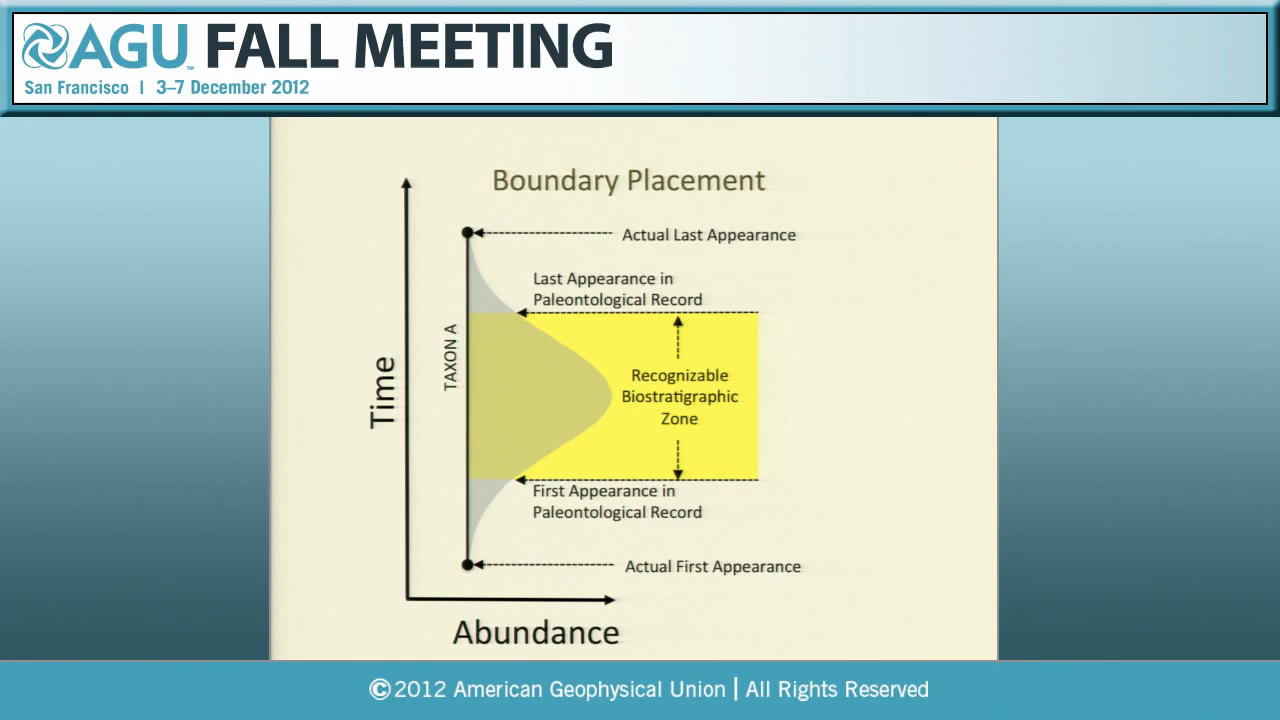 AGU™ FALL MEETING
San Francisco | 3–7 December 2012
Boundary Placement
Actual Last Appearance
Last Appearance in
Paleontological Record
TAXON A
Time
Recognizable
Biostratigraphic
Zone
First Appearance in
Paleontological Record
Actual First Appearance
Abundance
©2012 American Geophysical Union | All Rights Reserved